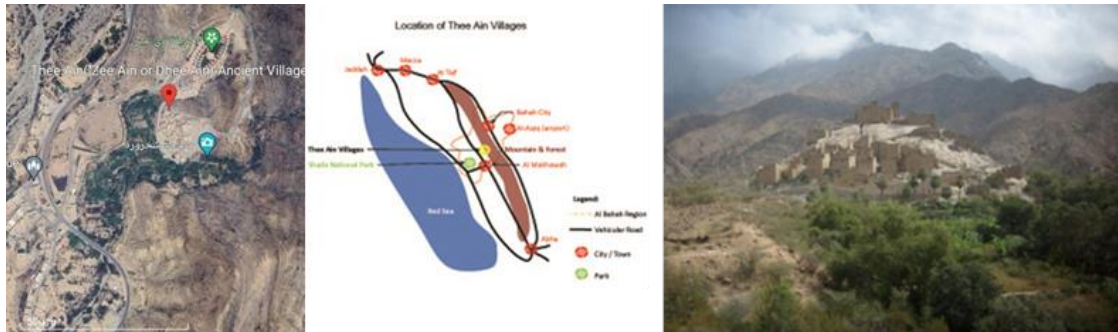 Thee Ain (Zee Ain or Dhee Ain) Ancient Village
Location of Thee Ain Villages
Jeddah
Mecca
Al Taif
Bahah City
Al-Aqiq (airport)
Thee Ain Villages
Mountain & forest
Shada National Park
Al Makhwah
Red Sea
Abha
Legend:
Al Bahah Region
Vehicular Road
City / Town
Park